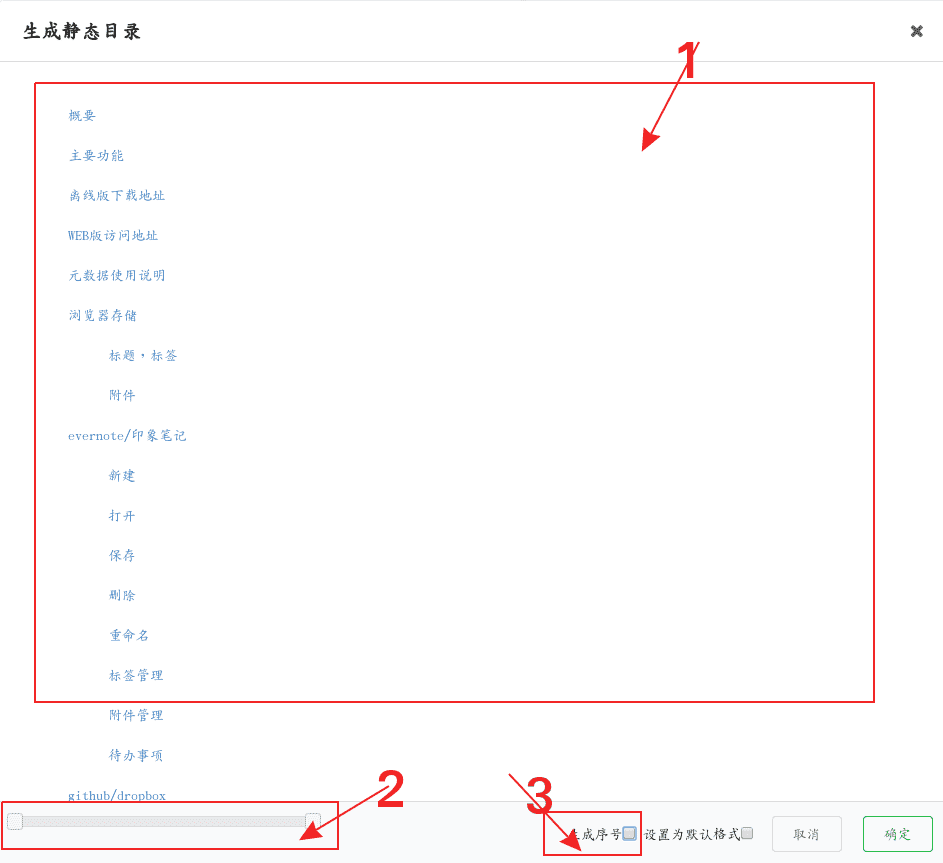 生成静态目录
1
概要
主要功能
离线版下载地址
WEB版访问地址
元数据使用说明
浏览器存储
标题，标签
附件
evernote/印象笔记
新建
打开
保存
删除
重命名
标签管理
附件管理
待办事项
github/dropbox
2
3
生成序号 设置为默认格式 取消 确定